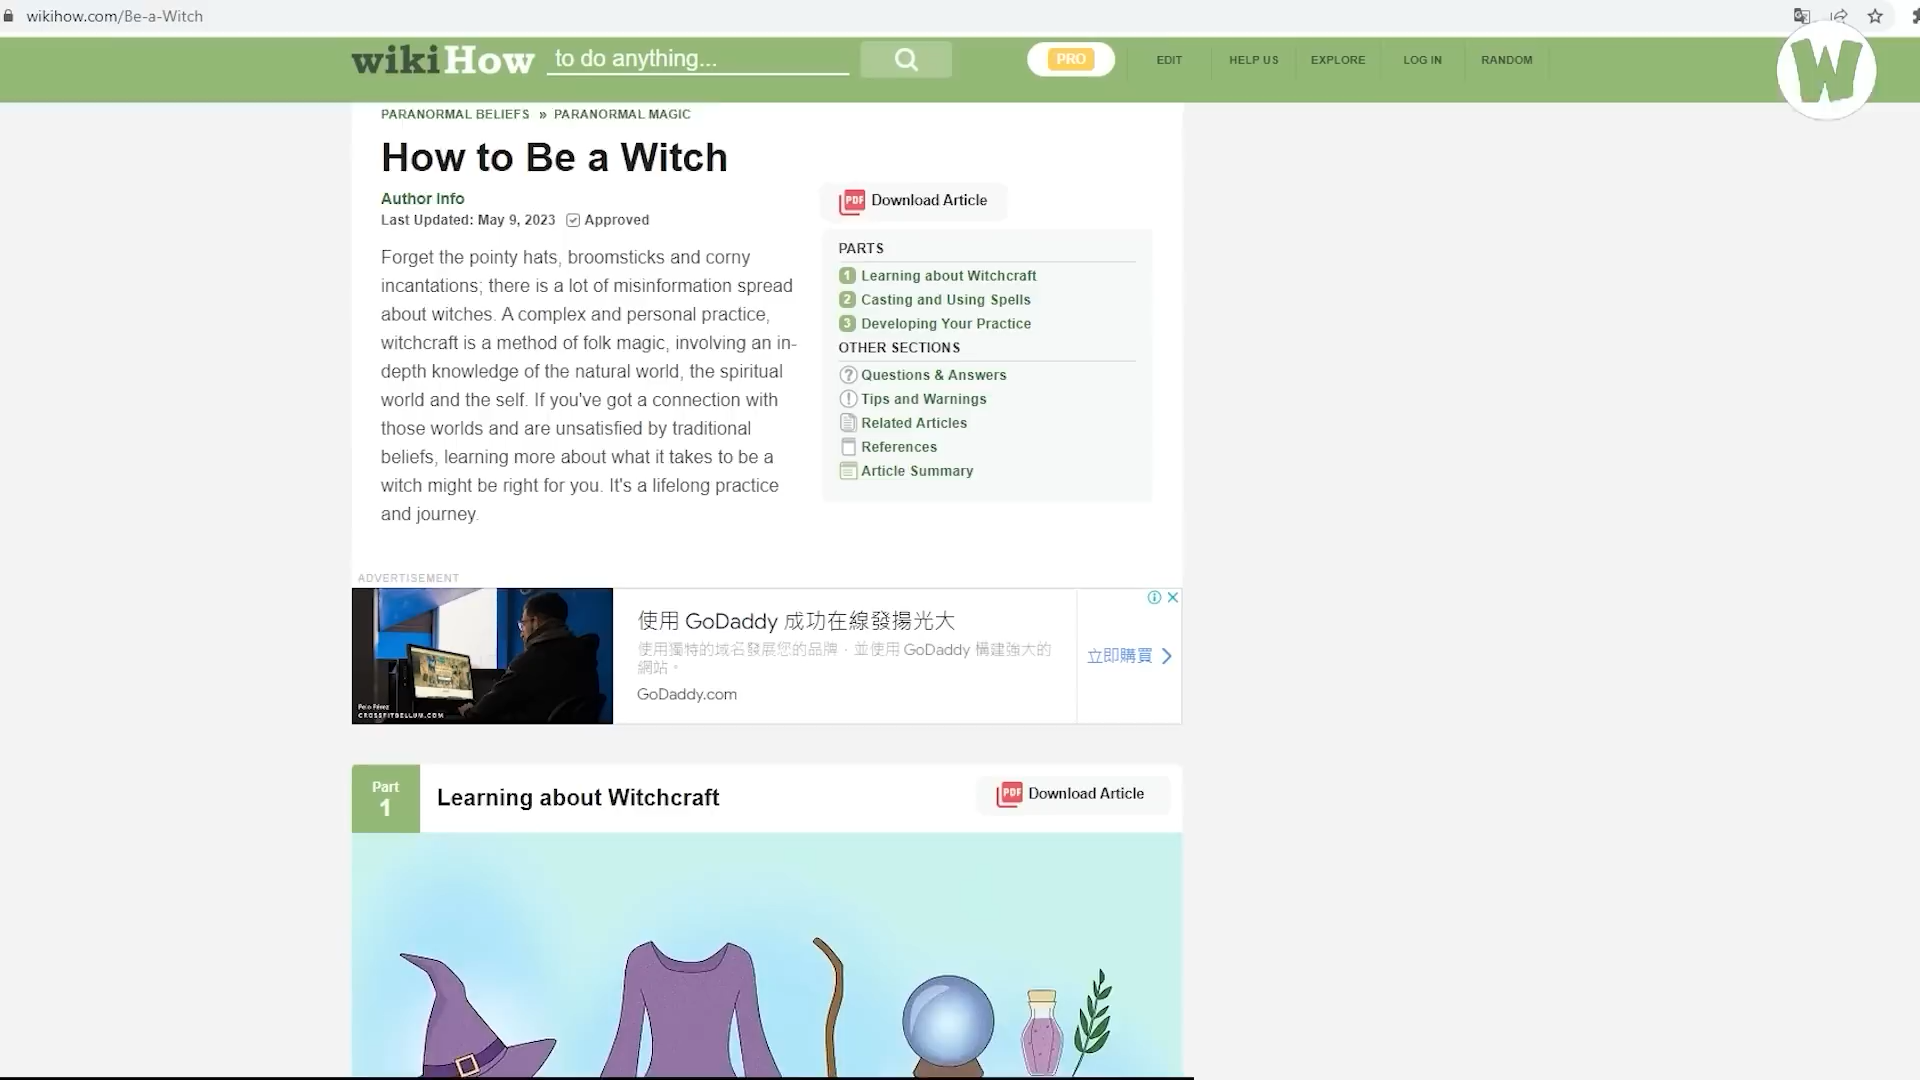 wikihow.com/Be-a-Witch
wikiHow to do anything...
PRO
EDIT
HELP US
EXPLORE
LOG IN
RANDOM
W
PARANORMAL BELIEFS » PARANORMAL MAGIC
How to Be a Witch
Author Info
Last Updated: May 9, 2023 Approved
Forget the pointy hats, broomsticks and corny
incantations; there is a lot of misinformation spread
about witches. A complex and personal practice,
witchcraft is a method of folk magic, involving an in-
depth knowledge of the natural world, the spiritual
world and the self. If you've got a connection with
those worlds and are unsatisfied by traditional
beliefs, learning more about what it takes to be a
witch might be right for you. It's a lifelong practice
and journey.
PDF Download Article
PARTS
1 Learning about Witchcraft
2 Casting and Using Spells
3 Developing Your Practice
OTHER SECTIONS
Questions & Answers
Tips and Warnings
Related Articles
References
Article Summary
ADVERTISEMENT
Pelo Pérez
CROSSFITBELLUM.COM
使用 GoDaddy 成功在線發揚光大
使用獨特的域名發展您的品牌，並使用 GoDaddy 構建強大的
網站。
GoDaddy.com
立即購買
Part
1
Learning about Witchcraft
PDF Download Article